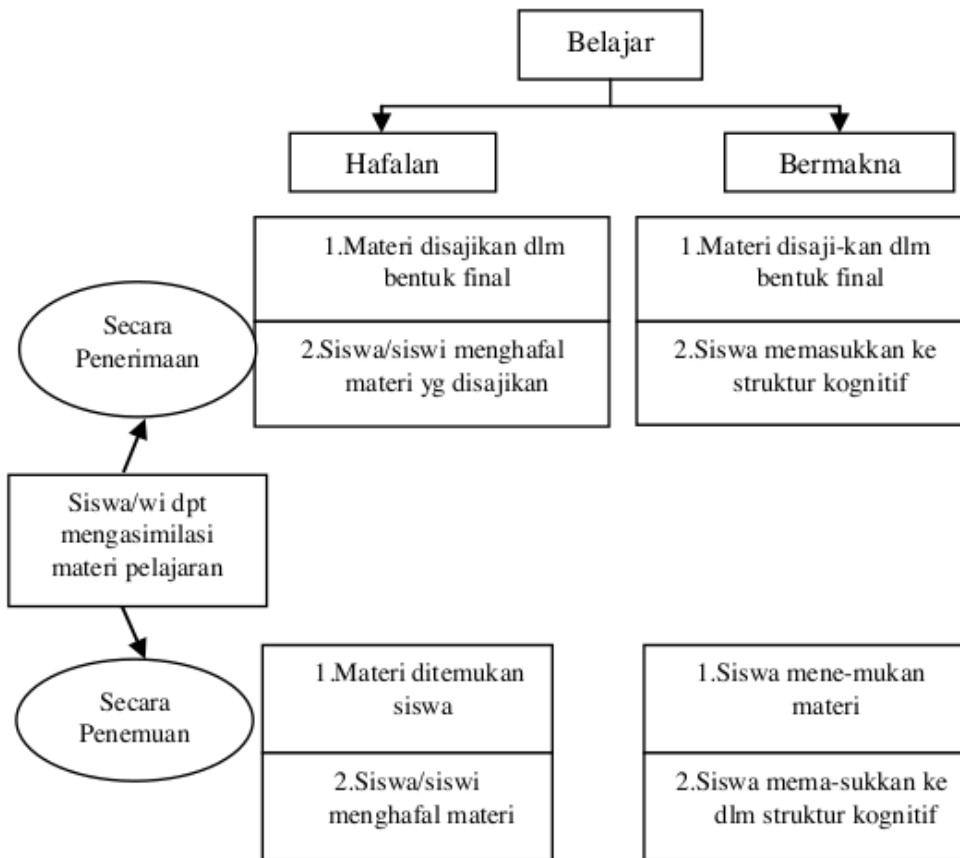 Belajar
Hafalan
Bermakna
1.Materi disajikan dlm
bentuk final
1.Materi disaji-kan dlm
bentuk final
Secara
Penerimaan
2.Siswa/siswi menghafal
materi yg disajikan
2.Siswa memasukkan ke
struktur kognitif
Siswa/wi dpt
mengasimilasi
materi pelajaran
Secara
Penemuan
1.Materi ditemukan
siswa
1.Siswa mene-mukan
materi
2.Siswa/siswi
menghafal materi
2.Siswa mema-sukkan ke
dlm struktur kognitif